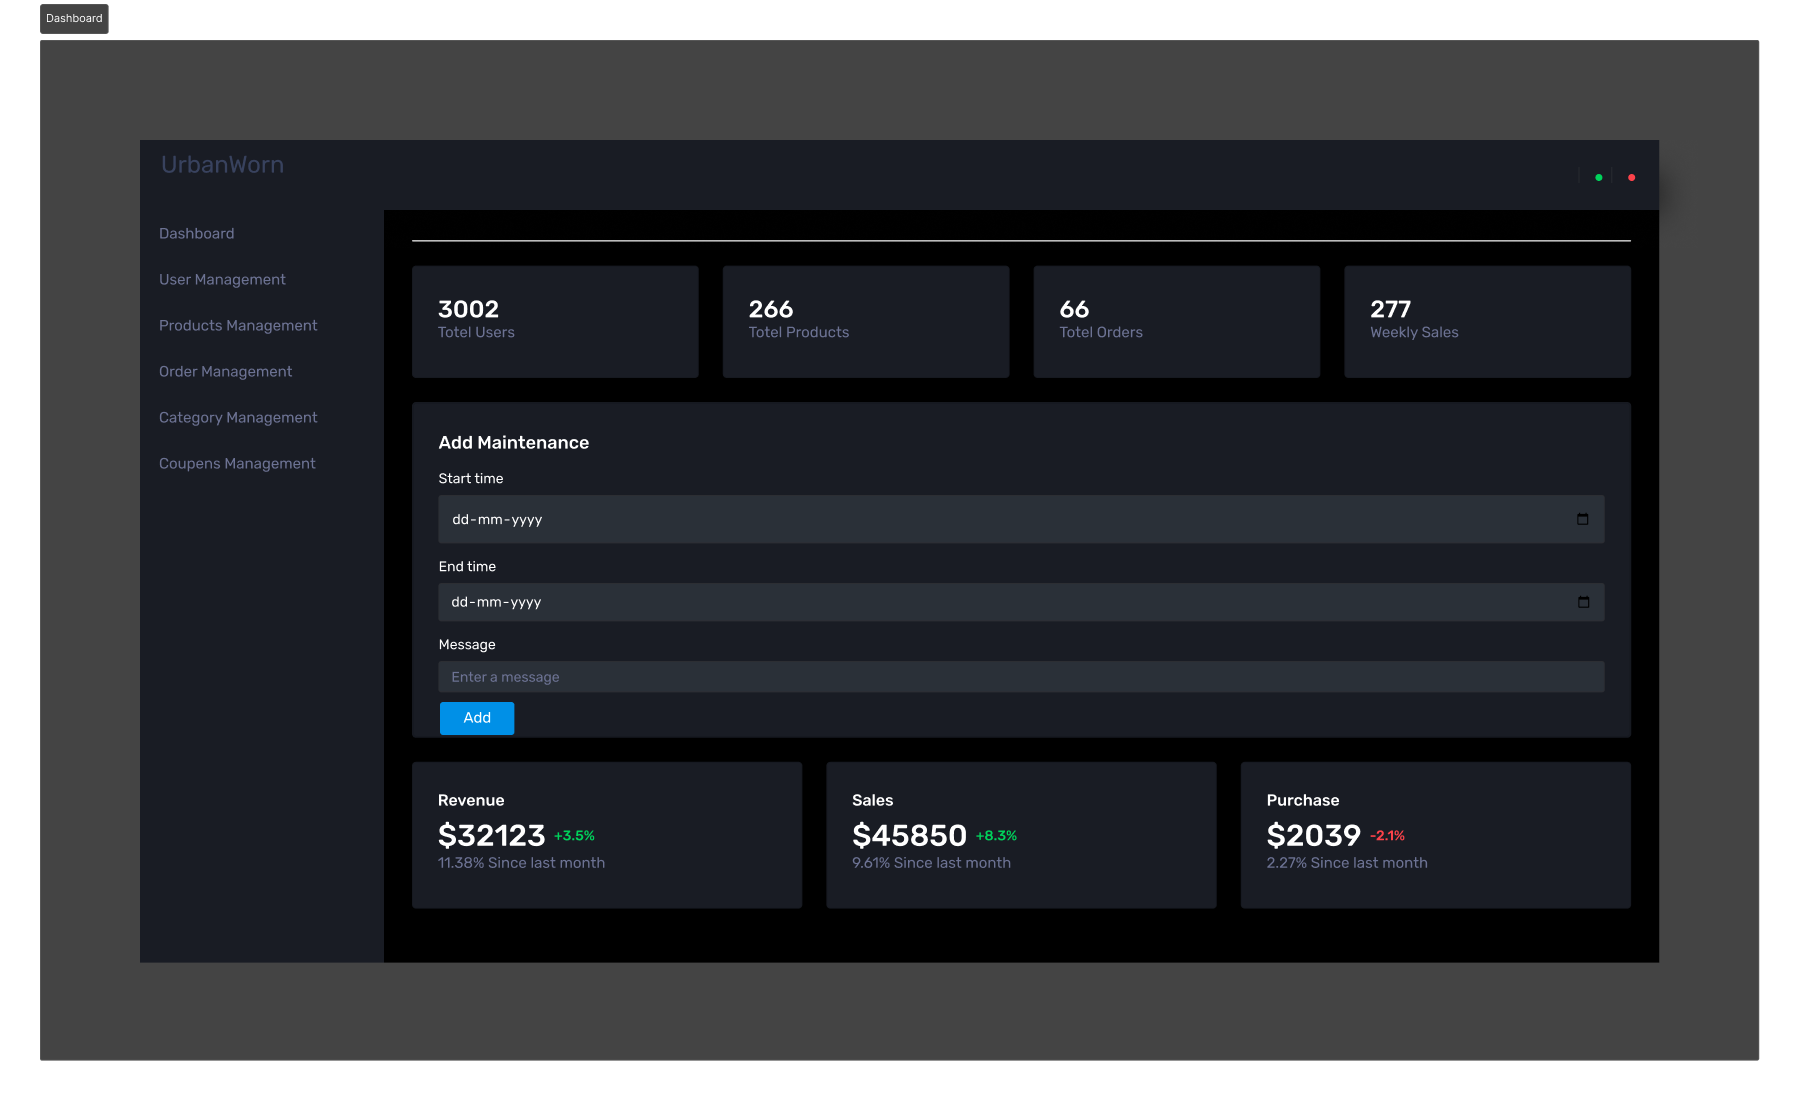 Dashboard
UrbanWorn
Dashboard
User Management
Products Management
Order Management
Category Management
Coupens Management
3002
Totel Users
266
Totel Products
66
Totel Orders
277
Weekly Sales
Add Maintenance
Start time
dd-mm-yyyy
End time
dd-mm-yyyy
Message
Enter a message
Add
Revenue
$32123 +3.5%
11.38% Since last month
Sales
$45850 +8.3%
9.61% Since last month
Purchase
$2039 -2.1%
2.27% Since last month